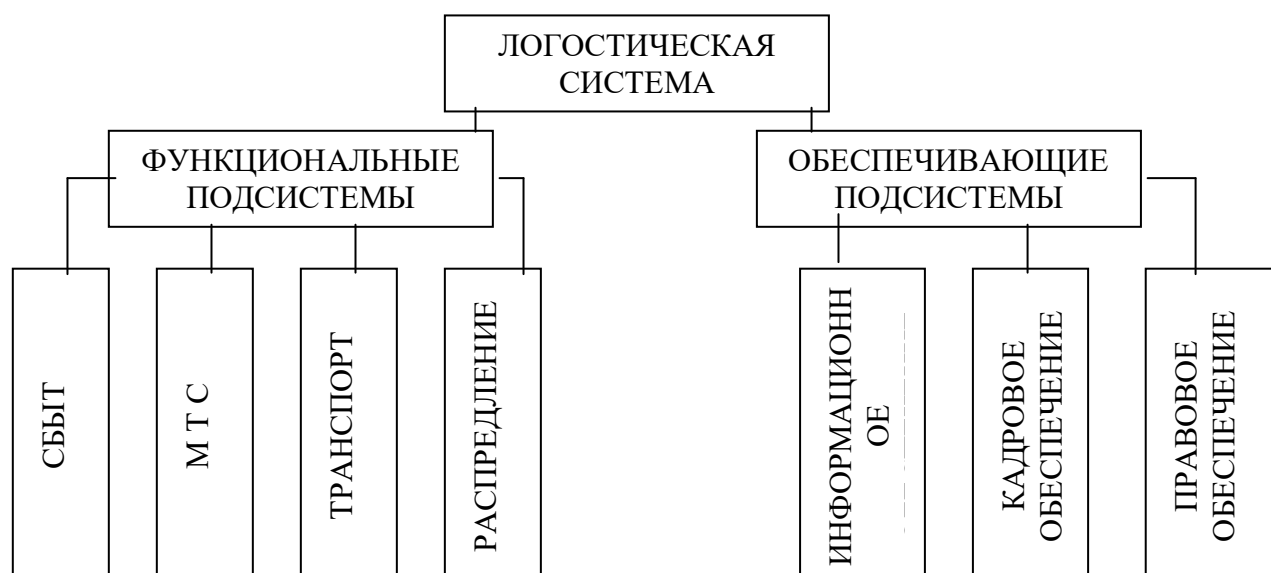 ЛОГОСТИЧЕСКАЯ
СИСТЕМА
ФУНКЦИОНАЛЬНЫЕ
ПОДСИСТЕМЫ
ОБЕСПЕЧИВАЮЩИЕ
ПОДСИСТЕМЫ
СБЫТ
М Т С
ТРАНСПОРТ
РАСПРЕДЛЕНИЕ
ИНФОРМАЦИОНН
ОЕ
КАДРОВОЕ
ОБЕСПЕЧЕНИЕ
ПРАВОВОЕ
ОБЕСПЕЧЕНИЕ